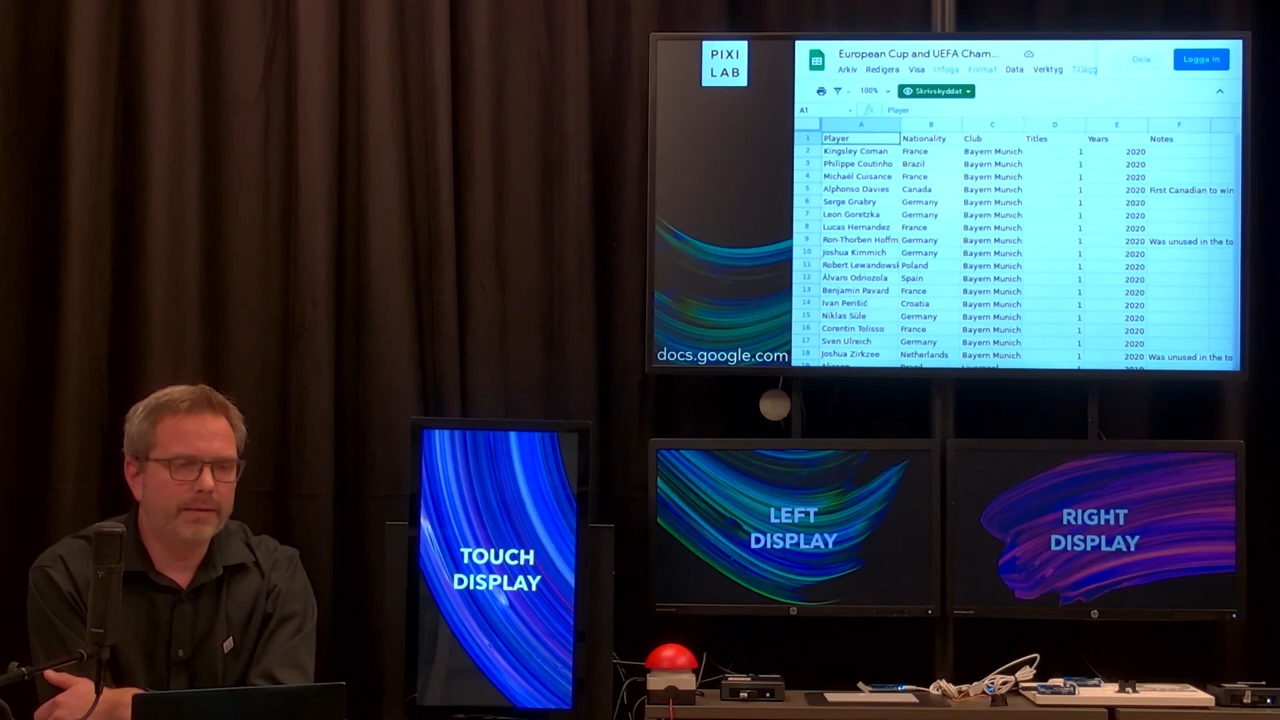 PIXI
LAB
European Cup and UEFA Cham...
Arkiv Redigera Visa Infoga Format Data Verktyg Tillägg
Dela
Logga in
100%
Skrivskyddat
A1
Player
A B C D E F
1 Player Nationality Club Titles Years Notes
2 Kingsley Coman France Bayern Munich 1 2020
3 Philippe Coutinho Brazil Bayern Munich 1 2020
4 Michaël Cuisance France Bayern Munich 1 2020
5 Alphonso Davies Canada Bayern Munich 1 2020 First Canadian to win
6 Serge Gnabry Germany Bayern Munich 1 2020
7 Leon Goretzka Germany Bayern Munich 1 2020
8 Lucas Hernandez France Bayern Munich 1 2020
9 Ron-Thorben Hoffm Germany Bayern Munich 1 2020 Was unused in the to
10 Joshua Kimmich Germany Bayern Munich 1 2020
11 Robert Lewandowsk Poland Bayern Munich 1 2020
12 Álvaro Odriozola Spain Bayern Munich 1 2020
13 Benjamin Pavard France Bayern Munich 1 2020
14 Ivan Perišić Croatia Bayern Munich 1 2020
15 Niklas Süle Germany Bayern Munich 1 2020
16 Corentin Tolisso France Bayern Munich 1 2020
17 Sven Ulreich Germany Bayern Munich 1 2020
18 Joshua Zirkzee Netherlands Bayern Munich 1 2020 Was unused in the to
docs.google.com
TOUCH
DISPLAY
LEFT
DISPLAY
RIGHT
DISPLAY